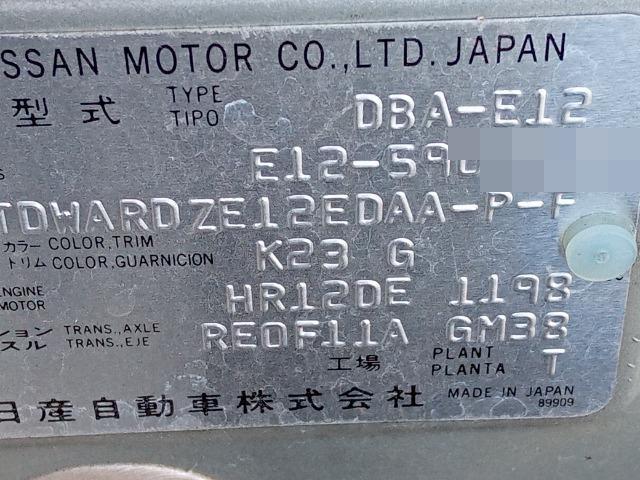 SSAN MOTOR CO.,LTD. JAPAN
型式 TYPE TIPO DBA-E12
E12-590
TDWARDZE12EDAA-P-F
カラー COLOR,TRIM
トリム COLOR,GUARNICION K23 G
ENGINE
MOTOR HR12DE 1198
ション TRANS.,AXLE
スル TRANS.,EJE RE0F11A GM38
工場 PLANT PLANTA T
日産自動車株式会社 MADE IN JAPAN
89909